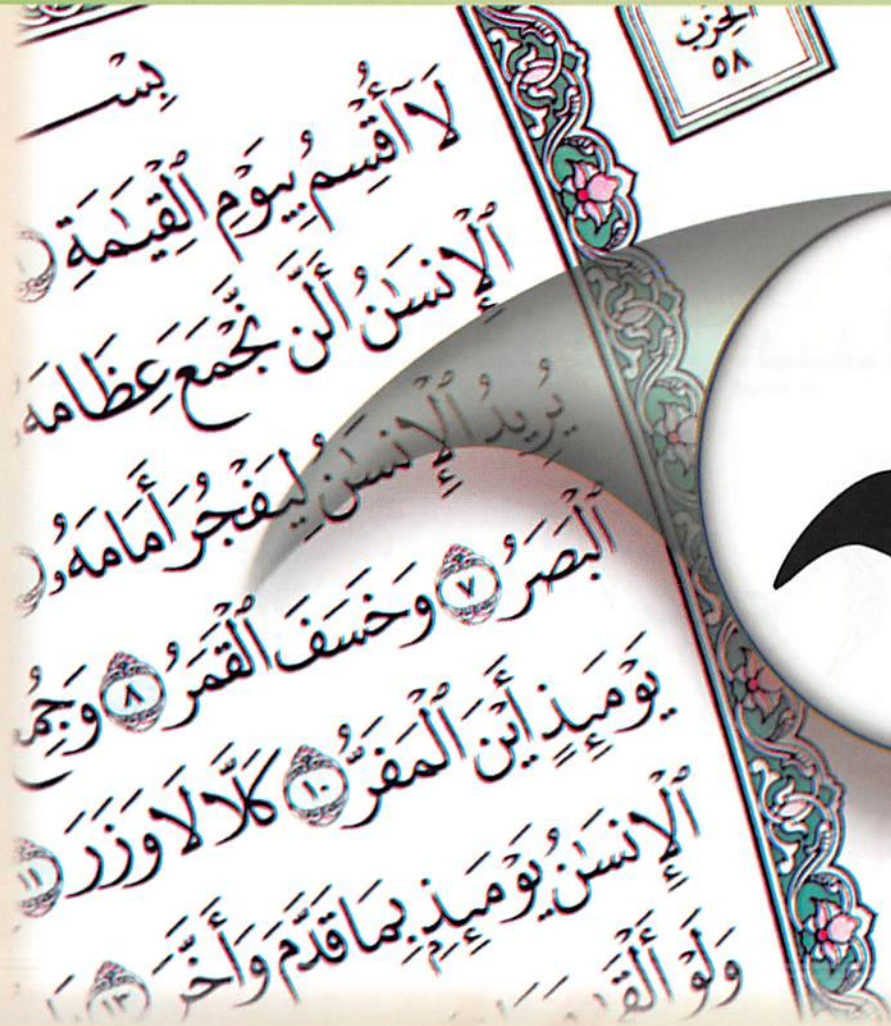 الحزب
٥٨
بِسْـ
لَآ أُقْسِمُ بِيَوْمِ ٱلْقِيَٰمَةِ ١
ٱلْإِنسَٰنُ أَلَّن نَّجْمَعَ عِظَامَهُ
يُرِيدُ ٱلْإِنسَٰنُ لِيَفْجُرَ أَمَامَهُۥ
ٱلْبَصَرُ ٧ وَخَسَفَ ٱلْقَمَرُ ٨ وَجُمِ
يَوْمَئِذٍ أَيْنَ ٱلْمَفَرُّ ١٠ كَلَّا لَا وَزَرَ ١١
ٱلْإِنسَٰنُ يَوْمَئِذٍۭ بِمَا قَدَّمَ وَأَخَّرَ ١٣
وَلَوْ